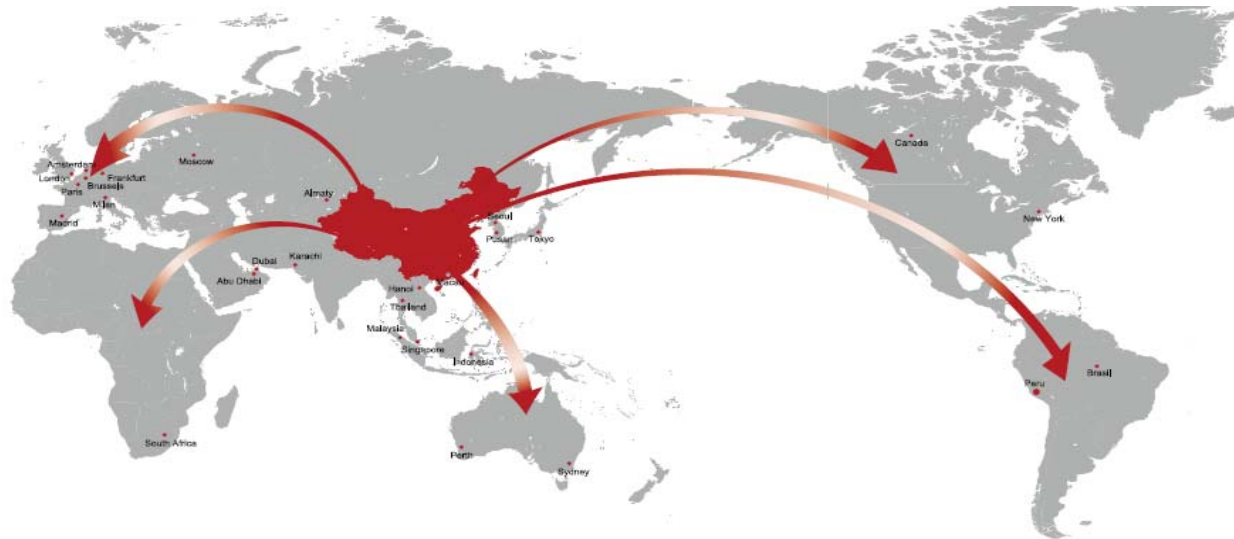 Canada
Amsterdam
Moscow
London
Frankfurt
Brussels
Paris
Almaty
Milan
Madrid
Seoul
New York
Pusan
Tokyo
Karachi
Dubai
Abu Dhabi
Macau
Hanoi
Thailand
Malaysia
Singapore
Indonesia
Brasil
Peru
South Africa
Perth
Sydney